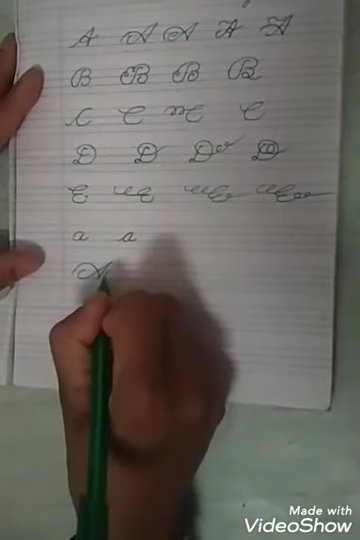 A A A A A
B B B B
C C C C
D D D D
E E E E
a a
A
Made with
VideoShow